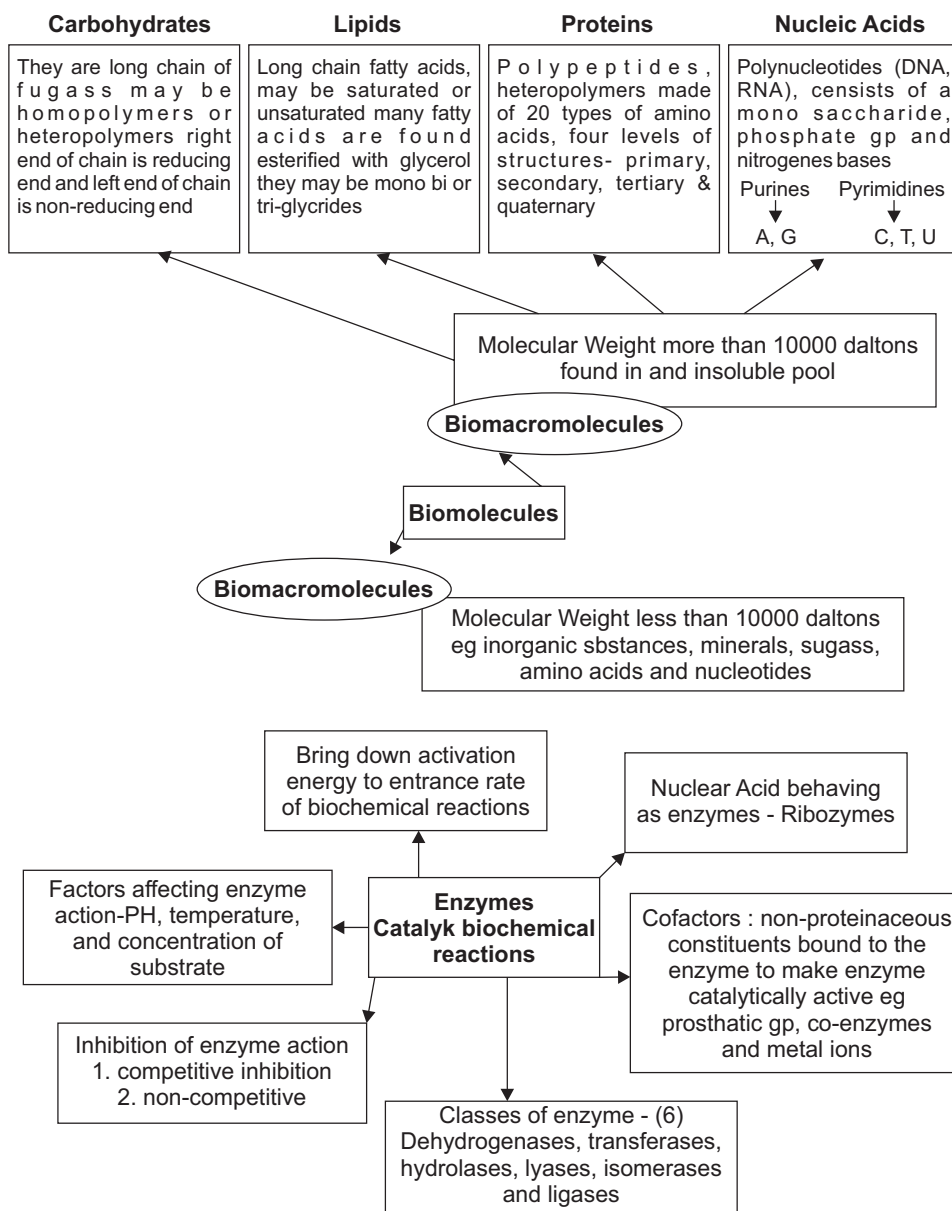 Carbohydrates
They are long chain of
fugass may be
homopolymers or
heteropolymers right
end of chain is reducing
end and left end of chain
is non-reducing end
Lipids
Long chain fatty acids,
may be saturated or
unsaturated many fatty
acids are found
esterified with glycerol
they may be mono bi or
tri-glycrides
Proteins
Polypeptides,
heteropolymers made
of 20 types of amino
acids, four levels of
structures- primary,
secondary, tertiary &
quaternary
Nucleic Acids
Polynucleotides (DNA,
RNA), censists of a
mono saccharide,
phosphate gp and
nitrogenes bases
Purines Pyrimidines
A, G C, T, U
Molecular Weight more than 10000 daltons
found in and insoluble pool
Biomacromolecules
Biomolecules
Biomacromolecules
Molecular Weight less than 10000 daltons
eg inorganic sbstances, minerals, sugass,
amino acids and nucleotides
Bring down activation
energy to entrance rate
of biochemical reactions
Nuclear Acid behaving
as enzymes - Ribozymes
Factors affecting enzyme
action-PH, temperature,
and concentration of
substrate
Enzymes
Catalyk biochemical
reactions
Cofactors : non-proteinaceous
constituents bound to the
enzyme to make enzyme
catalytically active eg
prosthatic gp, co-enzymes
and metal ions
Inhibition of enzyme action
1. competitive inhibition
2. non-competitive
Classes of enzyme - (6)
Dehydrogenases, transferases,
hydrolases, lyases, isomerases
and ligases